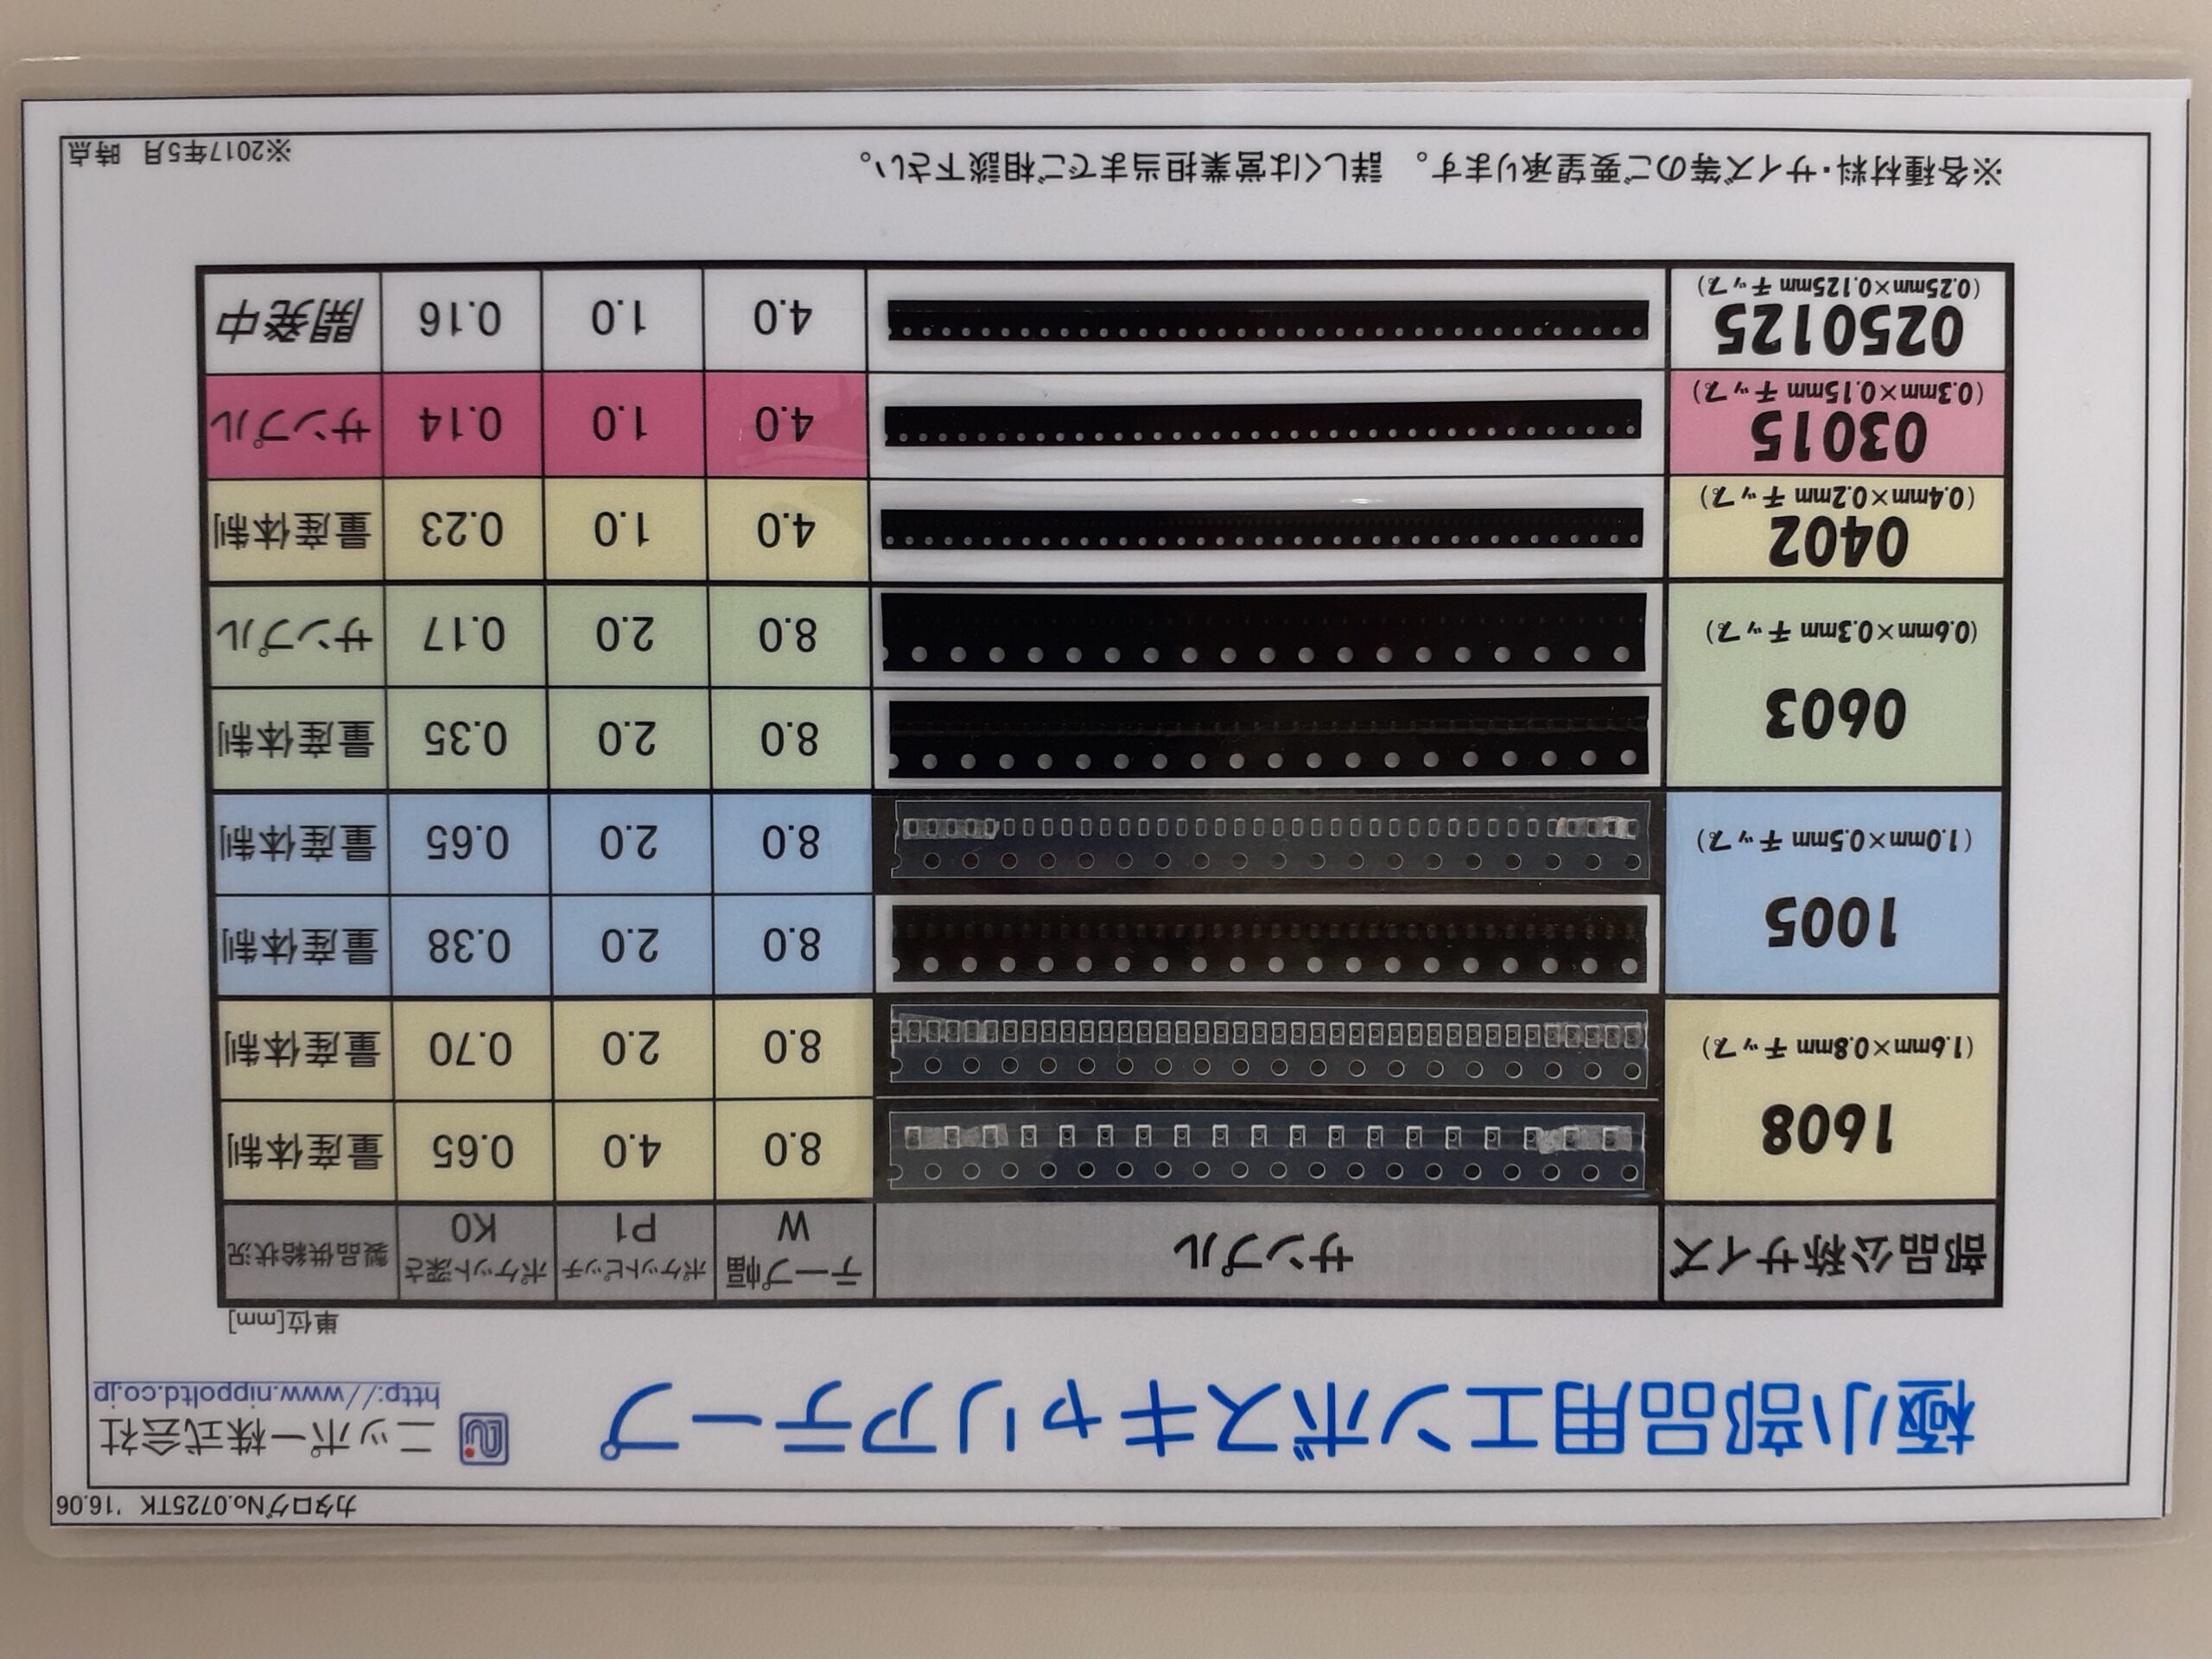 カタログNo.0725TK '16.06
極小部品用エンボスキャリアテープ
ニッポー株式会社
http://www.nippoltd.co.jp
単位[mm]
部品公称サイズ サンプル テープ幅 W ポケットピッチ P1 ポケット深さ K0 製品供給状況
1608 8.0 4.0 0.65 量産体制
(1.6mm×0.8mm チップ) 8.0 2.0 0.70 量産体制
1005 8.0 2.0 0.38 量産体制
(1.0mm×0.5mm チップ) 8.0 2.0 0.65 量産体制
0603 8.0 2.0 0.35 量産体制
(0.6mm×0.3mm チップ) 8.0 2.0 0.17 サンプル
0402 4.0 1.0 0.23 量産体制
(0.4mm×0.2mm チップ)
03015 4.0 1.0 0.14 サンプル
(0.3mm×0.15mm チップ)
0250125 4.0 1.0 0.16 開発中
(0.25mm×0.125mm チップ)
※各種材料・サイズ等のご要望承ります。 詳しくは営業担当までご相談下さい。
※2017年5月 時点